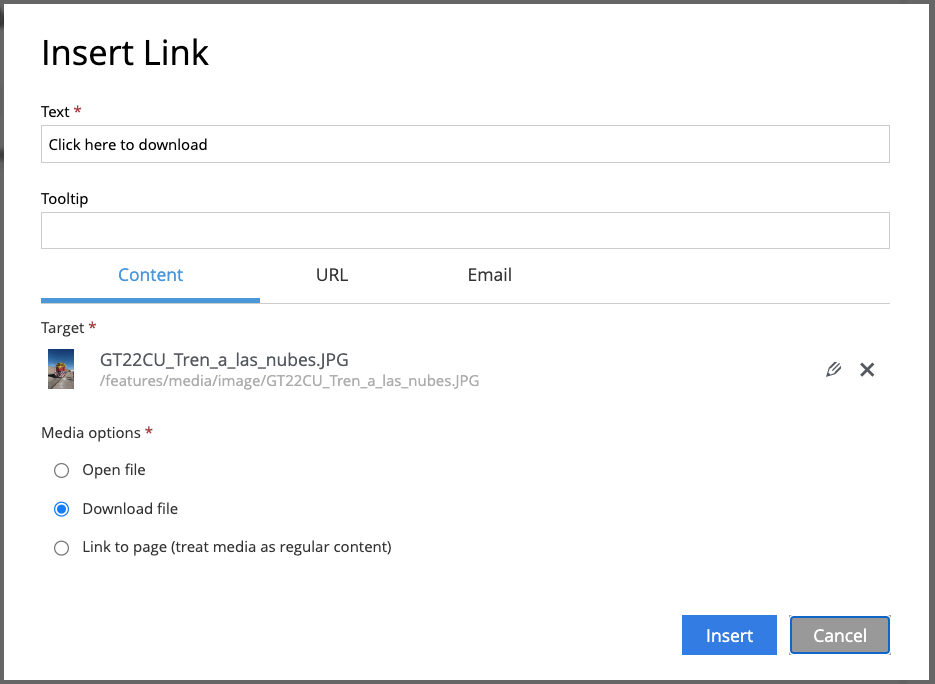 Insert Link
Text *
Click here to download
Tooltip
Content URL Email
Target *
GT22CU_Tren_a_las_nubes.JPG
/features/media/image/GT22CU_Tren_a_las_nubes.JPG
Media options *
Open file
Download file
Link to page (treat media as regular content)
Insert Cancel